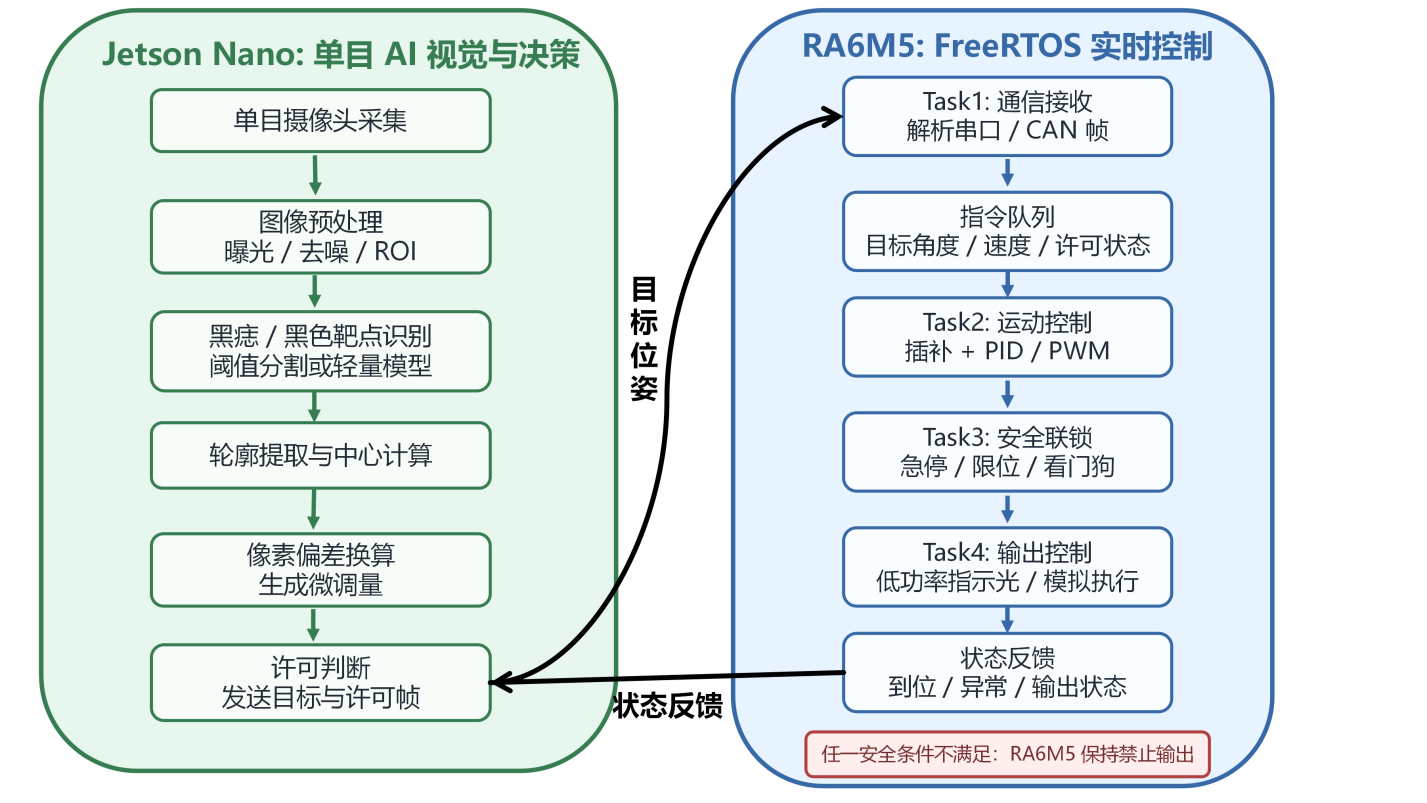 Jetson Nano: 单目 AI 视觉与决策
单目摄像头采集
图像预处理
曝光 / 去噪 / ROI
黑痣 / 黑色靶点识别
阈值分割或轻量模型
轮廓提取与中心计算
像素偏差换算
生成微调量
许可判断
发送目标与许可帧
目标位姿
状态反馈
RA6M5: FreeRTOS 实时控制
Task1: 通信接收
解析串口 / CAN 帧
指令队列
目标角度 / 速度 / 许可状态
Task2: 运动控制
插补 + PID / PWM
Task3: 安全联锁
急停 / 限位 / 看门狗
Task4: 输出控制
低功率指示光 / 模拟执行
状态反馈
到位 / 异常 / 输出状态
任一安全条件不满足：RA6M5 保持禁止输出